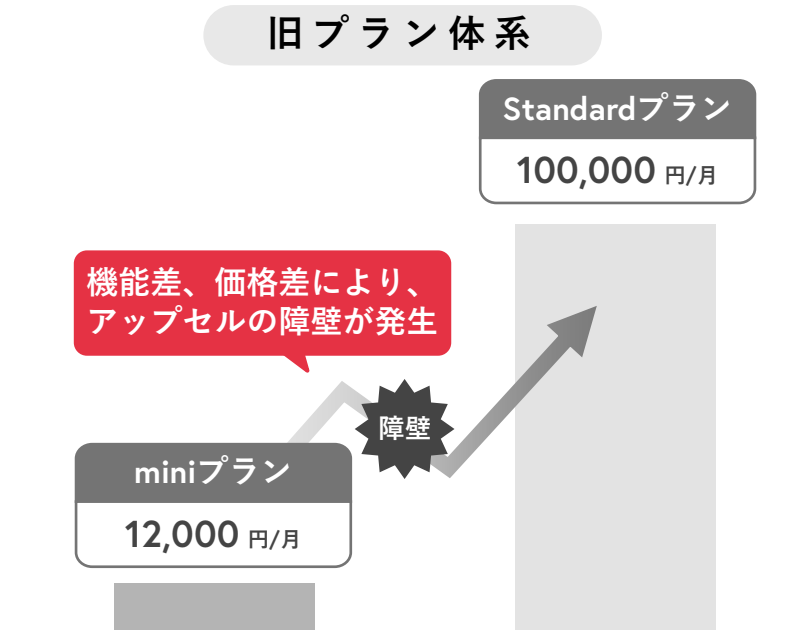 旧プラン体系
Standardプラン
100,000 円/月
機能差、価格差により、
アップセルの障壁が発生
障壁
miniプラン
12,000 円/月